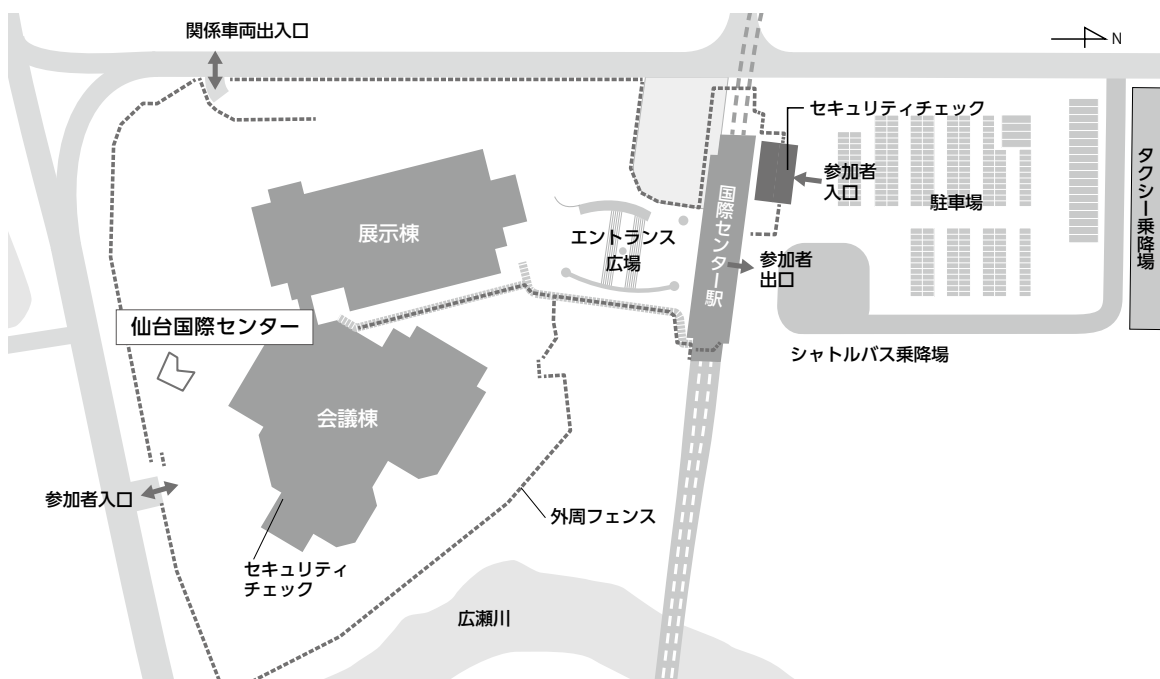 関係車両出入口
N
セキュリティチェック
参加者
入口
駐車場
タクシー乗降場
展示棟
エントランス
広場
国際センター駅
参加者
出口
仙台国際センター
シャトルバス乗降場
会議棟
参加者入口
外周フェンス
セキュリティ
チェック
広瀬川